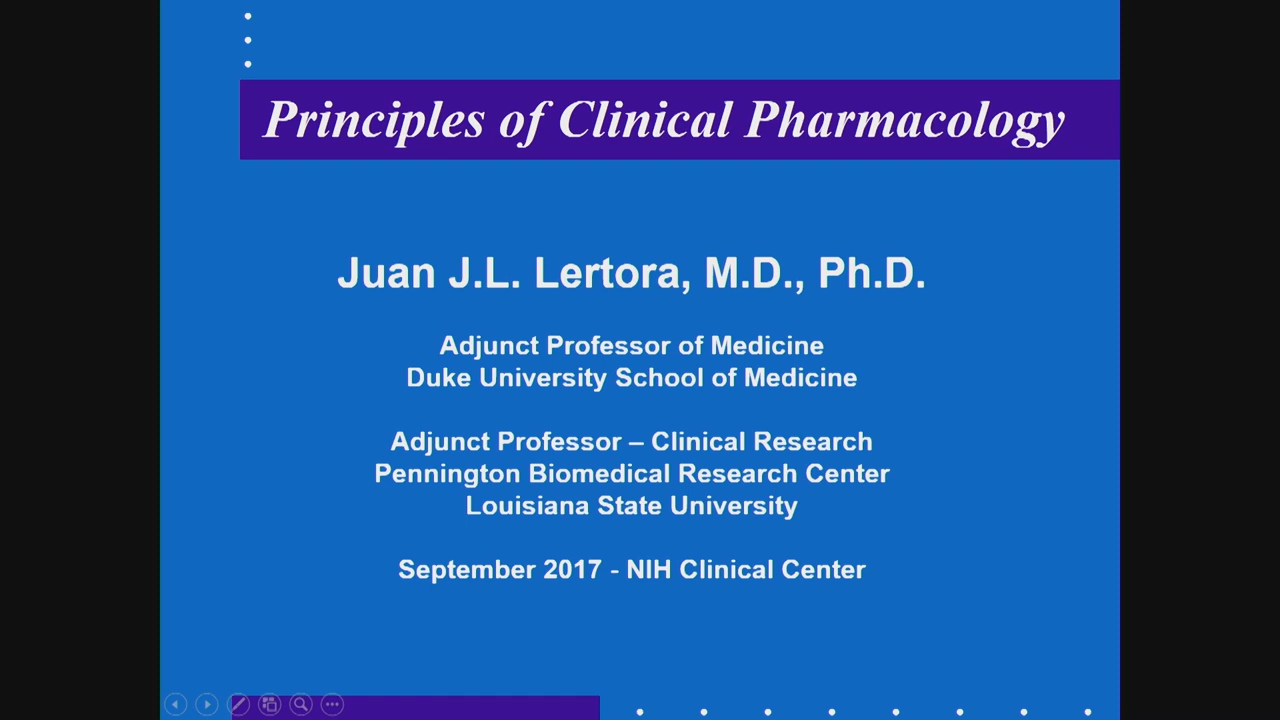 Principles of Clinical Pharmacology
Juan J.L. Lertora, M.D., Ph.D.
Adjunct Professor of Medicine
Duke University School of Medicine
Adjunct Professor – Clinical Research
Pennington Biomedical Research Center
Louisiana State University
September 2017 - NIH Clinical Center